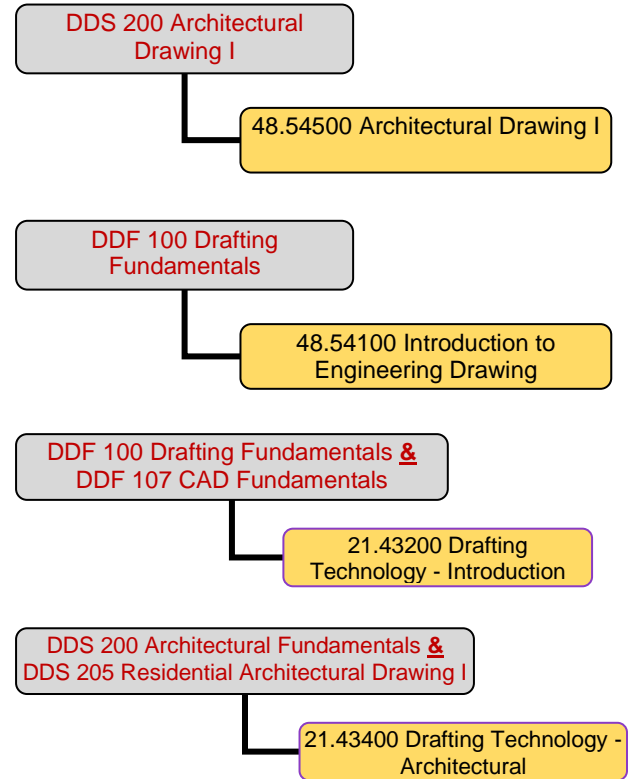 DDS 200 Architectural
Drawing I
48.54500 Architectural Drawing I
DDF 100 Drafting
Fundamentals
48.54100 Introduction to
Engineering Drawing
DDF 100 Drafting Fundamentals &
DDF 107 CAD Fundamentals
21.43200 Drafting
Technology - Introduction
DDS 200 Architectural Fundamentals &
DDS 205 Residential Architectural Drawing I
21.43400 Drafting Technology -
Architectural